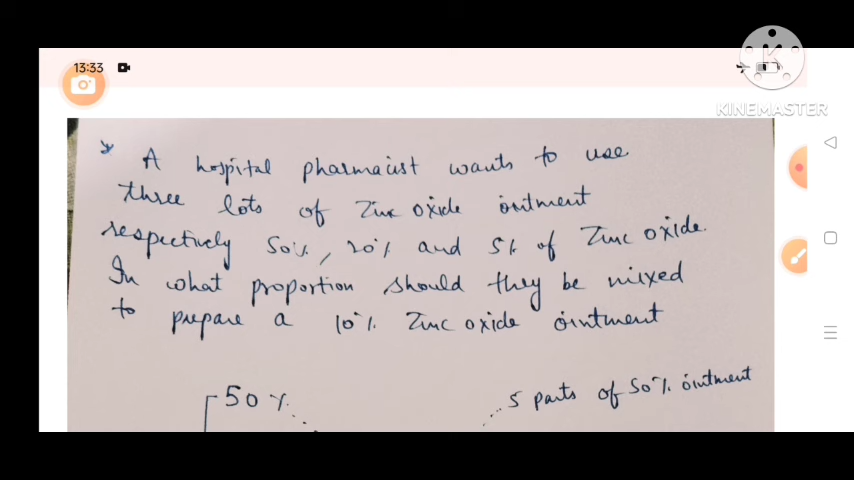 13:33
KINEMASTER
A hospital pharmacist wants to use
three lots of Zinc oxide ointment
respectively 50%, 20% and 5% of Zinc oxide.
In what proportion should they be mixed
to prepare a 10% Zinc oxide ointment
50%
5 parts of 50% ointment